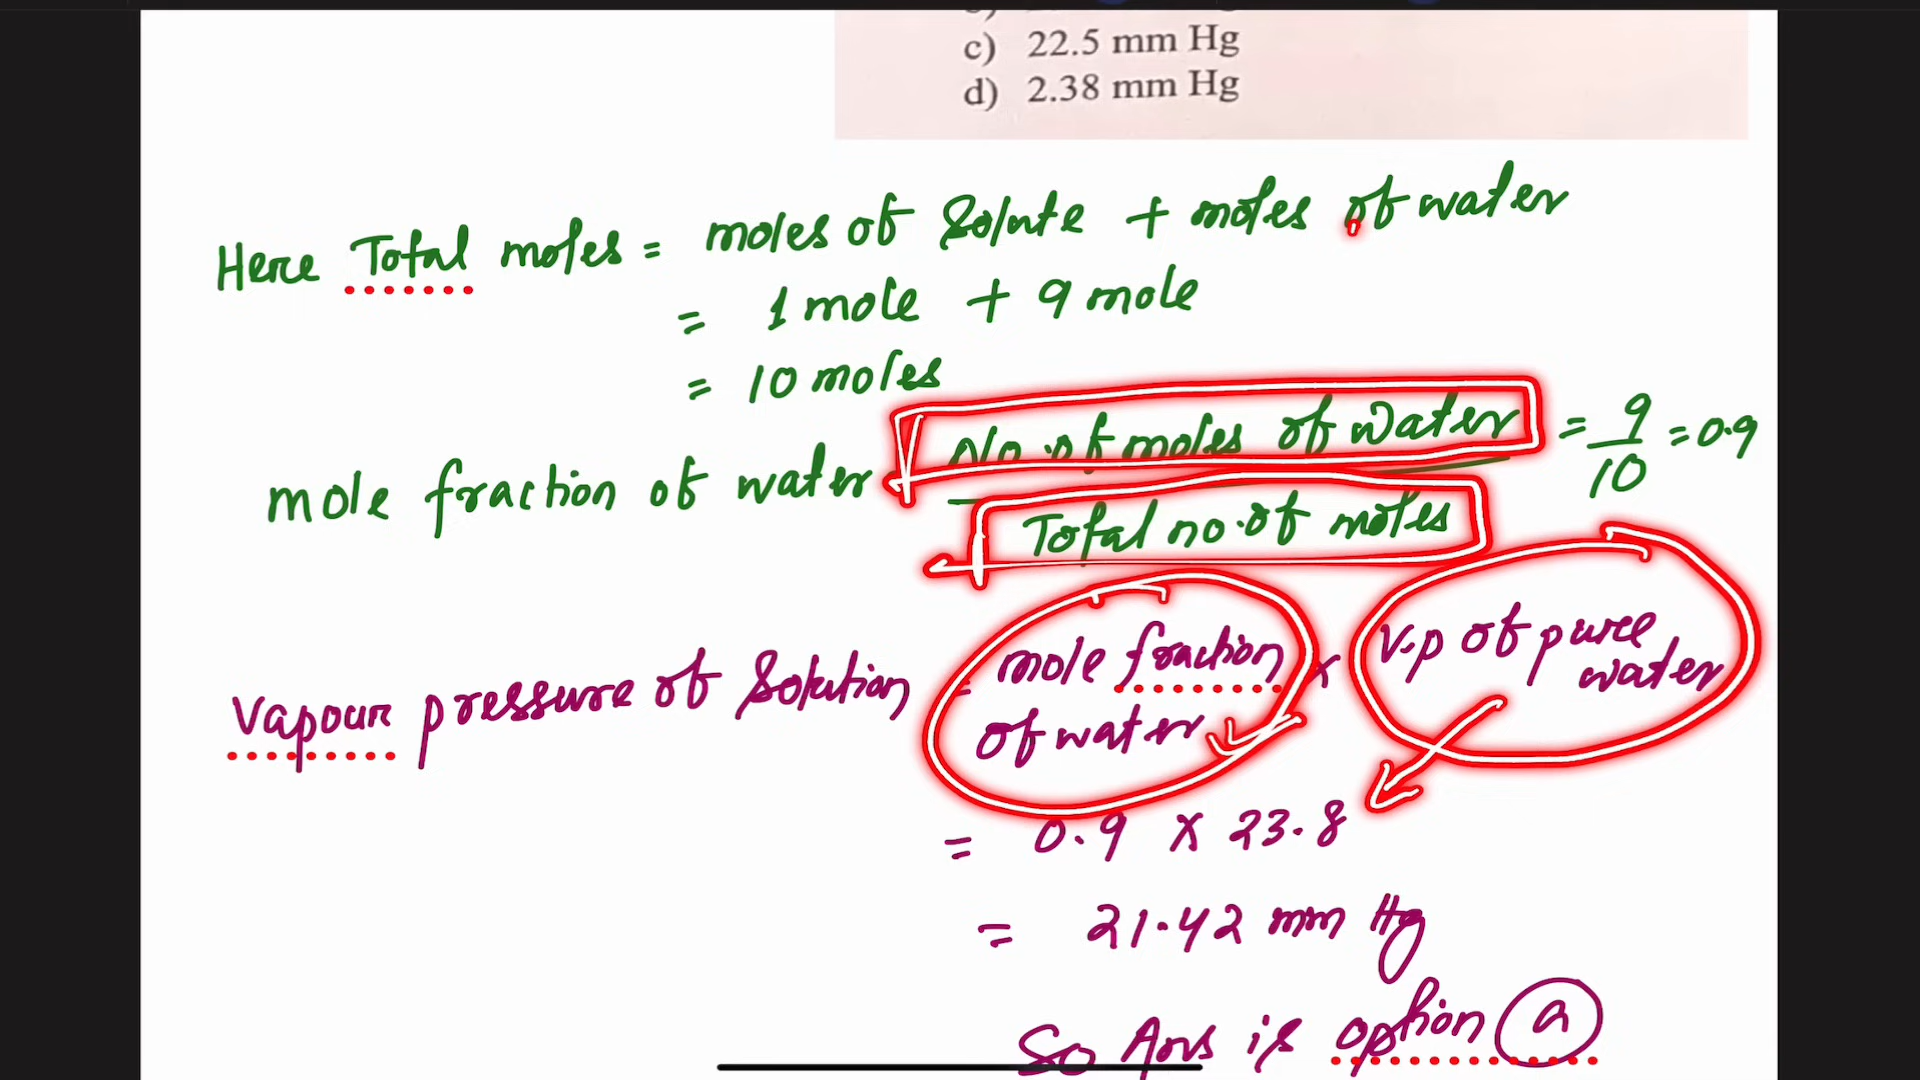 c) 22.5 mm Hg
d) 2.38 mm Hg
Here Total moles = moles of Solute + moles of water
= 1 mole + 9 mole
= 10 moles
mole fraction of water No. of moles of Water = 9/10 = 0.9
Total no. of moles
Vapour pressure of Solution = mole fraction of water x V.p of pure water
= 0.9 x 23.8
= 21.42 mm Hg
So Ans is option a